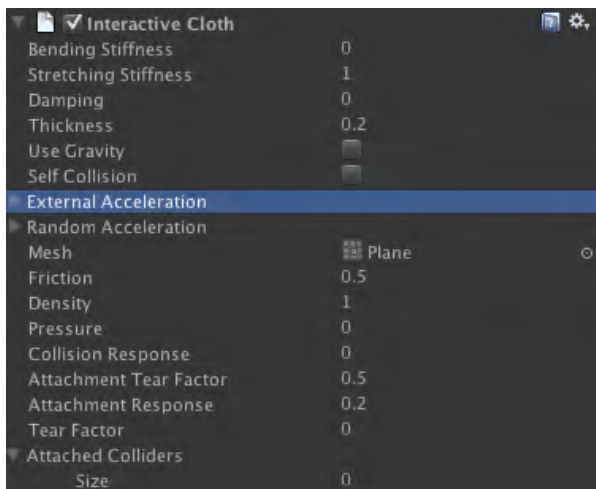 Interactive Cloth
Bending Stiffness 0
Stretching Stiffness 1
Damping 0
Thickness 0.2
Use Gravity
Self Collision
External Acceleration
Random Acceleration
Mesh Plane
Friction 0.5
Density 1
Pressure 0
Collision Response 0
Attachment Tear Factor 0.5
Attachment Response 0.2
Tear Factor 0
Attached Colliders
Size 0